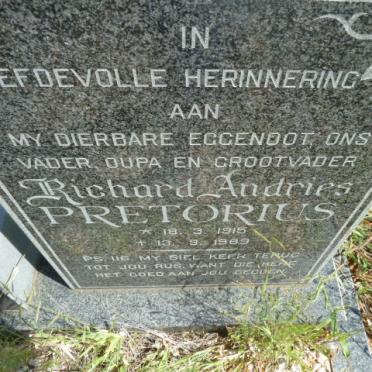 IN
EFDEVOLLE HERINNERING
AAN
MY DIERBARE EGGENOOT, ONS
VADER, OUPA EN GROOTVADER
Richard Andries
PRETORIUS
* 18. 3. 1915
† 13. 9. 1989
PS. 116. MY SIEL KEER TERUG
TOT JOU RUS, WANT DIE HERE
HET GOED AAN JOU GEDOEN